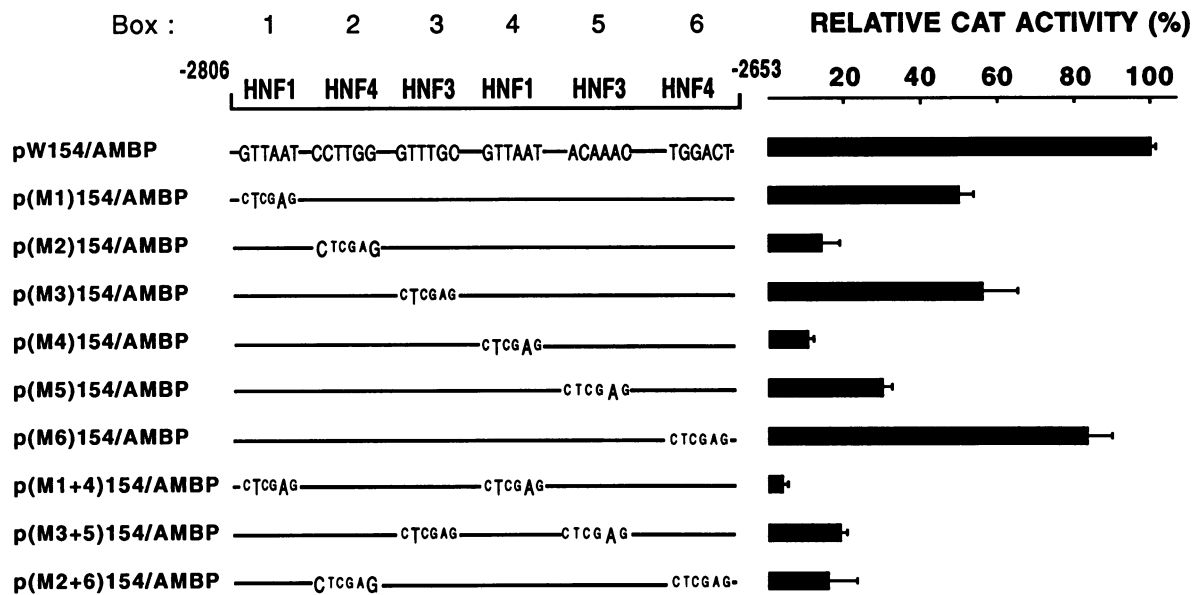 Box : 1 2 3 4 5 6 RELATIVE CAT ACTIVITY (%)
-2806 HNF1 HNF4 HNF3 HNF1 HNF3 HNF4 -2653 20 40 60 80 100
pW154/AMBP GTTAAT CCTTGG GTTTGC GTTAAT ACAAAC TGGACT
p(M1)154/AMBP CTCGAG
p(M2)154/AMBP CTCGAG
p(M3)154/AMBP CTCGAG
p(M4)154/AMBP CTCGAG
p(M5)154/AMBP CTCGAG
p(M6)154/AMBP CTCGAG
p(M1+4)154/AMBP CTCGAG CTCGAG
p(M3+5)154/AMBP CTCGAG CTCGAG
p(M2+6)154/AMBP CTCGAG CTCGAG